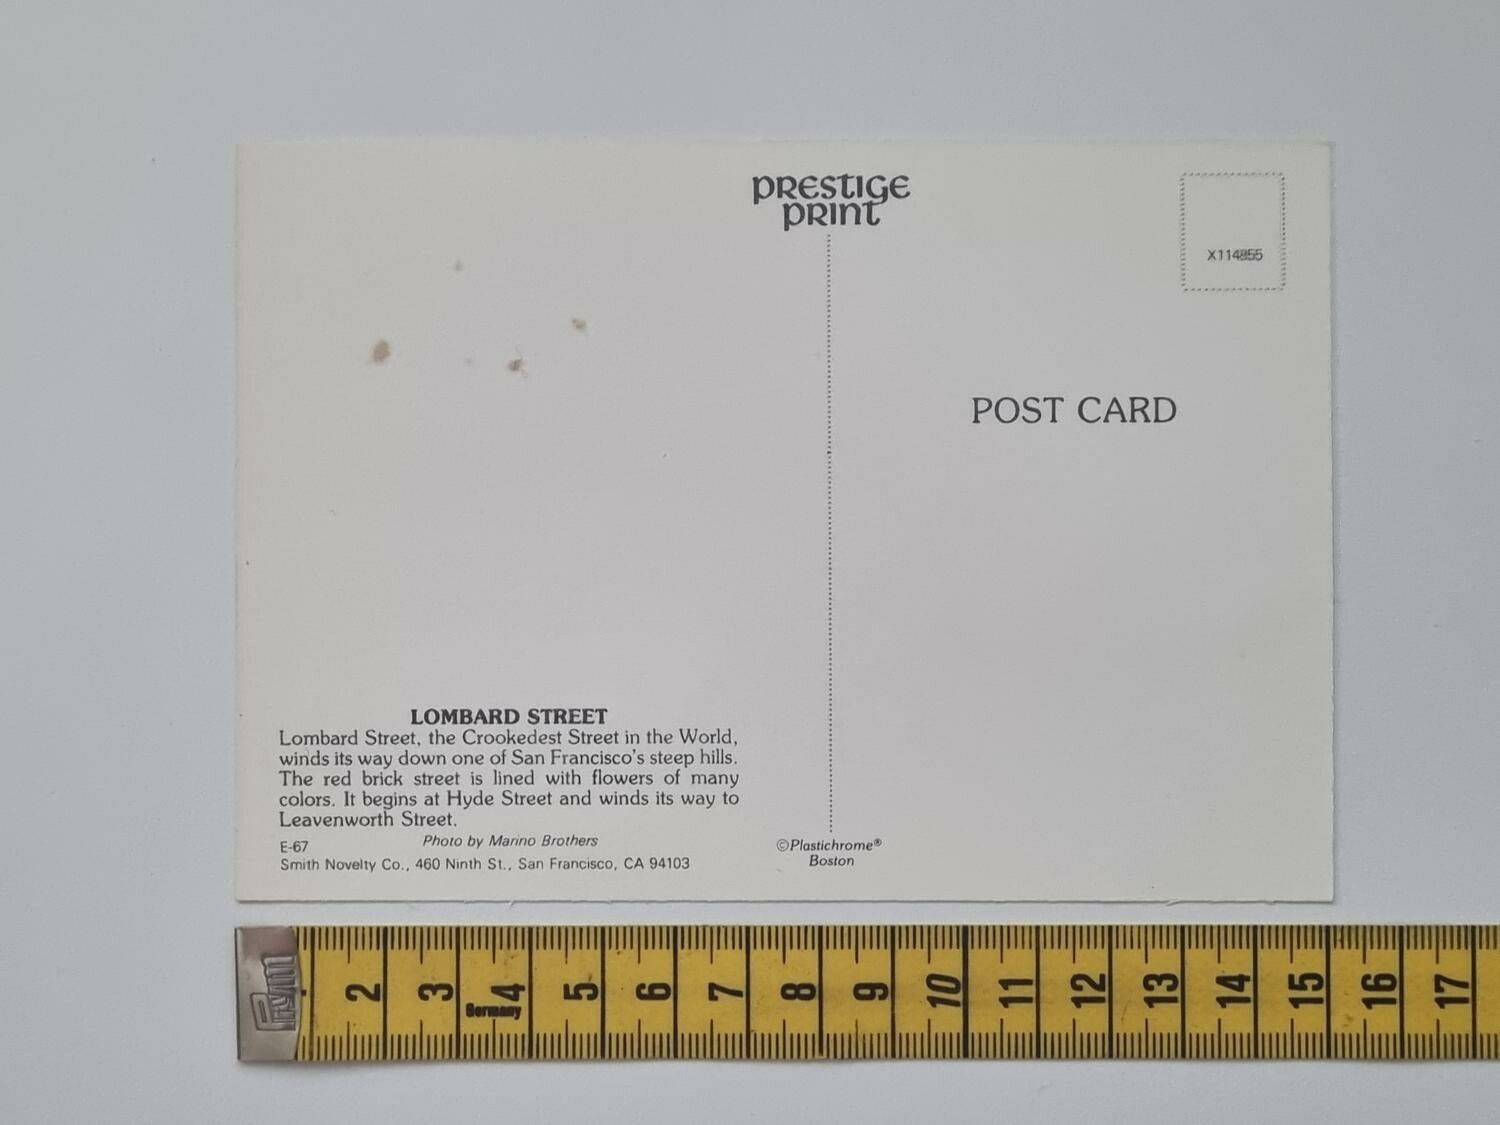 PRESTIGE
PRINT
X114855
POST CARD
LOMBARD STREET
Lombard Street, the Crookedest Street in the World,
winds its way down one of San Francisco's steep hills.
The red brick street is lined with flowers of many
colors. It begins at Hyde Street and winds its way to
Leavenworth Street.
Photo by Marino Brothers
E-67
Smith Novelty Co., 460 Ninth St., San Francisco, CA 94103
©Plastichrome®
Boston
Prym
2 3 4 5 6 7 8 9 10 11 12 13 14 15 16 17
Germany